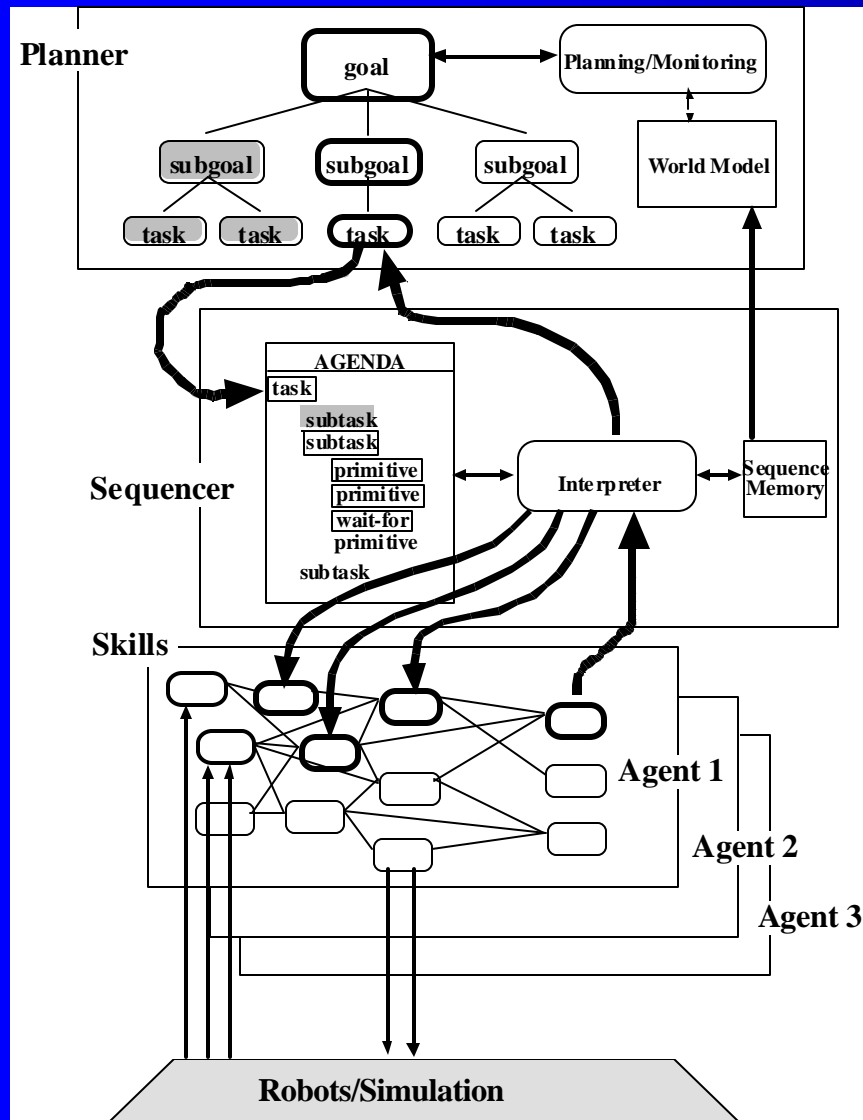 Planner
goal
Planning/Monitoring
subgoal
subgoal
subgoal
World Model
task
task
task
task
task
AGENDA
task
subtask
subtask
primitive
primitive
wait-for
primitive
subtask
Sequencer
Interpreter
Sequence
Memory
Skills
Agent 1
Agent 2
Agent 3
Robots/Simulation